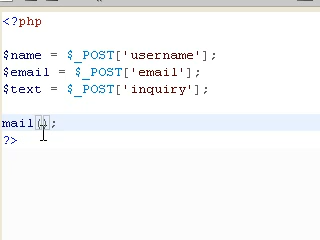 <?php
$name = $_POST['username'];
$email = $_POST['email'];
$text = $_POST['inquiry'];
mail();
?>